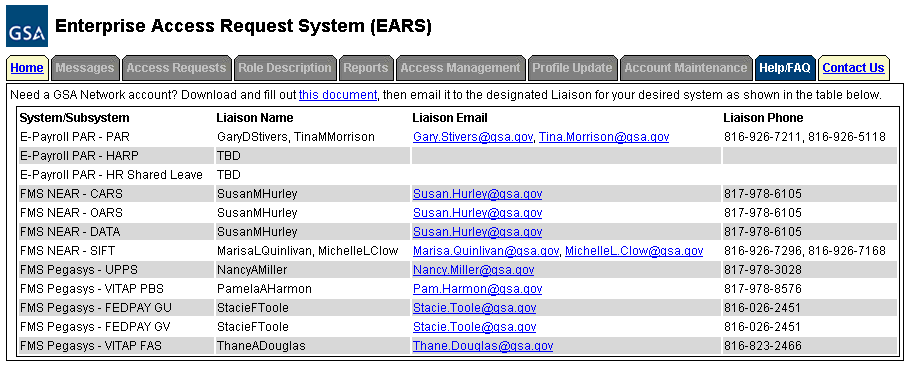 GSA Enterprise Access Request System (EARS)
Home Messages Access Requests Role Description Reports Access Management Profile Update Account Maintenance Help/FAQ Contact Us
Need a GSA Network account? Download and fill out this document, then email it to the designated Liaison for your desired system as shown in the table below.
System/Subsystem Liaison Name Liaison Email Liaison Phone
E-Payroll PAR - PAR GaryDStivers, TinaMMorrison Gary.Stivers@gsa.gov, Tina.Morrison@gsa.gov 816-926-7211, 816-926-5118
E-Payroll PAR - HARP TBD
E-Payroll PAR - HR Shared Leave TBD
FMS NEAR - CARS SusanMHurley Susan.Hurley@gsa.gov 817-978-6105
FMS NEAR - OARS SusanMHurley Susan.Hurley@gsa.gov 817-978-6105
FMS NEAR - DATA SusanMHurley Susan.Hurley@gsa.gov 817-978-6105
FMS NEAR - SIFT MarisaLQuinlivan, MichelleLClow Marisa.Quinlivan@gsa.gov, MichelleL.Clow@gsa.gov 816-926-7296, 816-926-7168
FMS Pegasys - UPPS NancyAMiller Nancy.Miller@gsa.gov 817-978-3028
FMS Pegasys - VITAP PBS PamelaAHarmon Pam.Harmon@gsa.gov 817-978-8576
FMS Pegasys - FEDPAY GU StacieFToole Stacie.Toole@gsa.gov 816-026-2451
FMS Pegasys - FEDPAY GV StacieFToole Stacie.Toole@gsa.gov 816-026-2451
FMS Pegasys - VITAP FAS ThaneADouglas Thane.Douglas@gsa.gov 816-823-2466